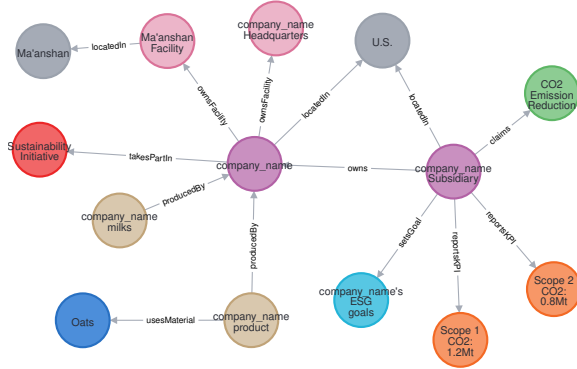 company_name
Headquarters
Ma'anshan
Facility
U.S.
Ma'anshan
locatedIn
ownsFacility
ownsFacility
locatedIn
locatedIn
CO2
Emission
Reduction
claims
Sustainability
Initiative
takesPartIn
company_name
owns
company_name
Subsidiary
producedBy
company_name
milks
producedBy
setsGoal
reportsKPI
reportsKPI
company_name's
ESG
goals
Scope 2
CO2:
0.8Mt
Oats
usesMaterial
company_name
product
Scope 1
CO2:
1.2Mt